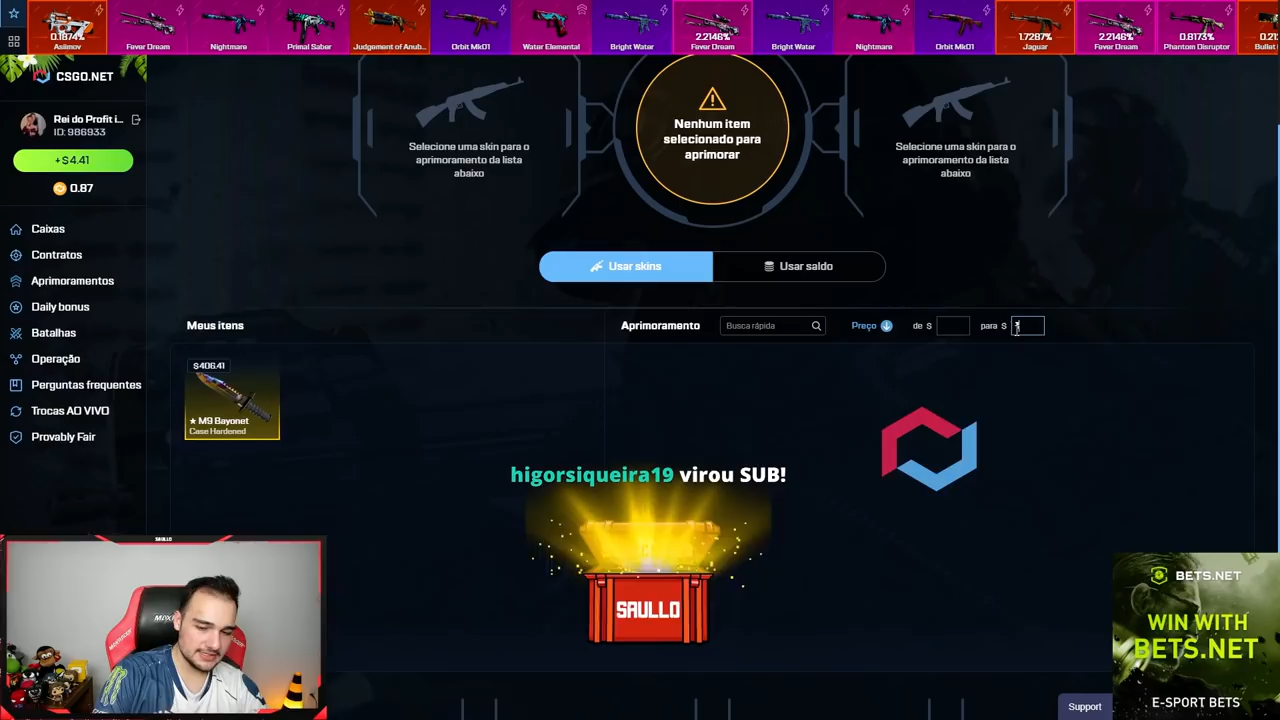 0.1874%
Asiimov
Fever Dream
Nightmare
Primal Saber
Judgement of Anub...
Orbit Mk01
Water Elemental
Bright Water
2.2146%
Fever Dream
Bright Water
Nightmare
Orbit Mk01
1.7287%
Jaguar
2.2146%
Fever Dream
0.8173%
Phantom Disruptor
0.21
Bullet
CSGO.NET
Rei do Profit i...
ID: 986933
+$4.41
0.87
Caixas
Contratos
Aprimoramentos
Daily bonus
Batalhas
Operação
Perguntas frequentes
Trocas AO VIVO
Provably Fair
Selecione uma skin para o
aprimoramento da lista
abaixo
Nenhum item
selecionado para
aprimorar
Selecione uma skin para o
aprimoramento da lista
abaixo
Usar skins
Usar saldo
Meus itens
Aprimoramento
Busca rápida
Preço
de $
para $
$406.41
★ M9 Bayonet
Case Hardened
higorsiqueira19 virou SUB!
SAULLO
SAULLO
BETS.NET
WIN WITH
BETS.NET
E-SPORT BETS
Support